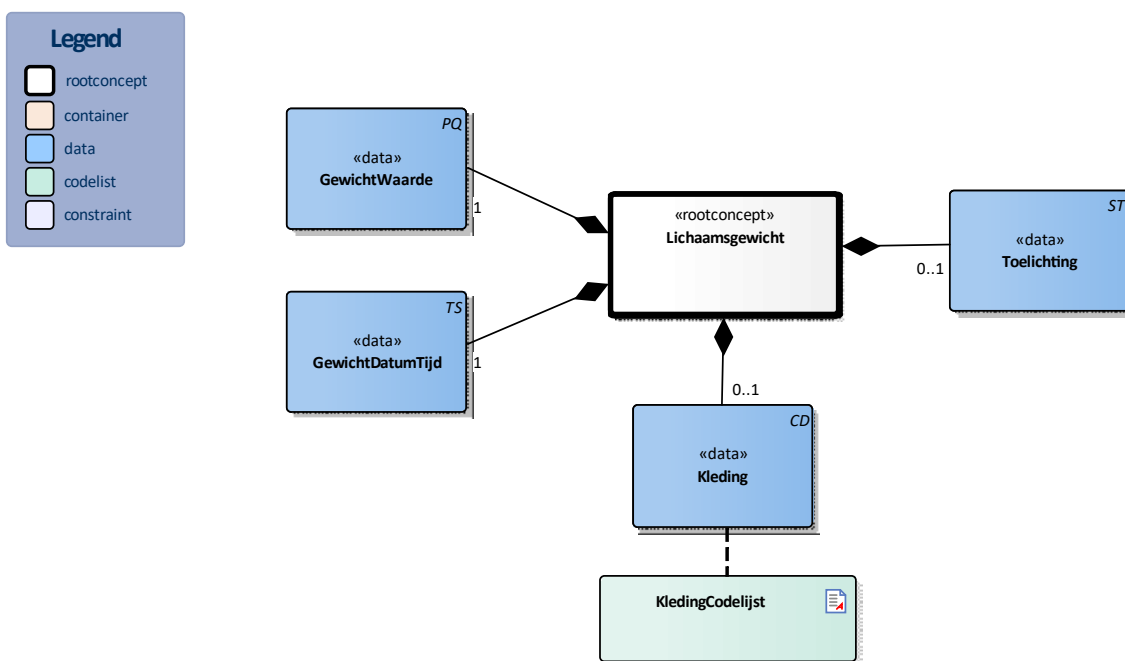 Legend
rootconcept
container
data
codelist
constraint
PQ
«data»
GewichtWaarde
1
TS
«data»
GewichtDatumTijd
1
«rootconcept»
Lichaamsgewicht
ST
«data»
Toelichting
0..1
0..1
CD
«data»
Kleding
KledingCodelijst